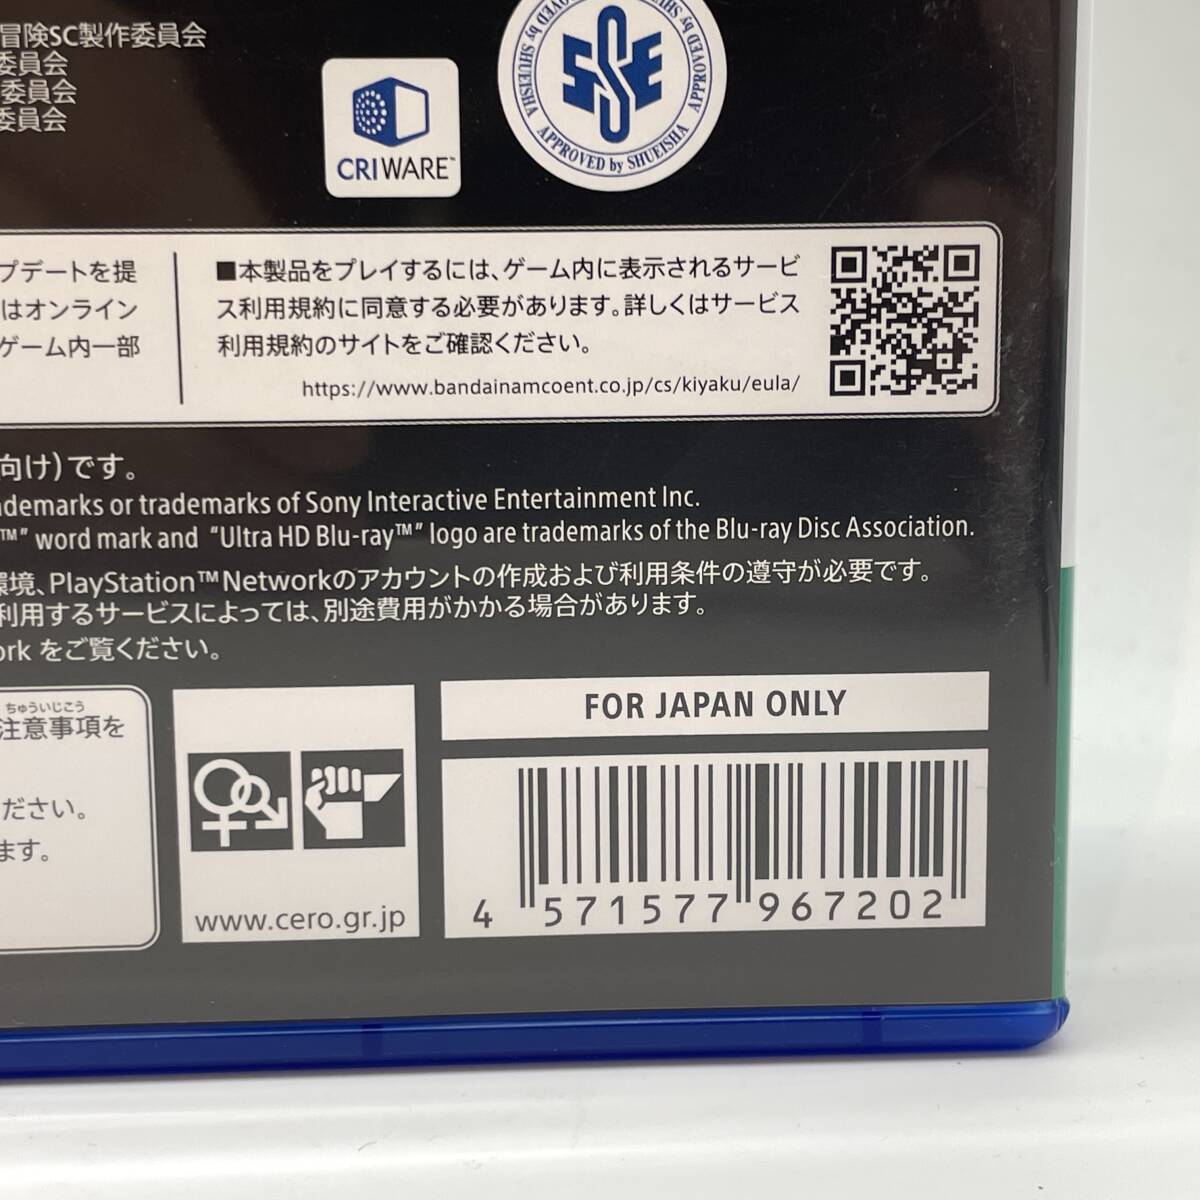 冒険SC製作委員会
委員会
委員会
委員会
CRIWARE™
APPROVED by SHUEISHA
APPROVED by SHUEISHA
APPROVED by SHUEISHA
SSE
プデートを提
はオンライン
ゲーム内一部
■本製品をプレイするには、ゲーム内に表示されるサービ
ス利用規約に同意する必要があります。詳しくはサービス
利用規約のサイトをご確認ください。
https://www.bandainamcoent.co.jp/cs/kiyaku/eula/
向け)です。
ademarks or trademarks of Sony Interactive Entertainment Inc.
™” word mark and “Ultra HD Blu-ray™” logo are trademarks of the Blu-ray Disc Association.
環境、PlayStation™Networkのアカウントの作成および利用条件の遵守が必要です。
利用するサービスによっては、別途費用がかかる場合があります。
ork をご覧ください。
ちゅういじこう
注意事項を
ください。
ます。
www.cero.gr.jp
FOR JAPAN ONLY
4 571577 967202